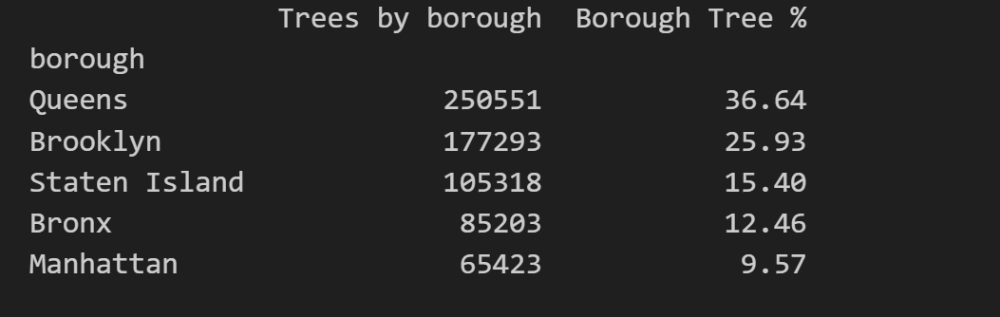 Trees by borough Borough Tree %
borough
Queens 250551 36.64
Brooklyn 177293 25.93
Staten Island 105318 15.40
Bronx 85203 12.46
Manhattan 65423 9.57